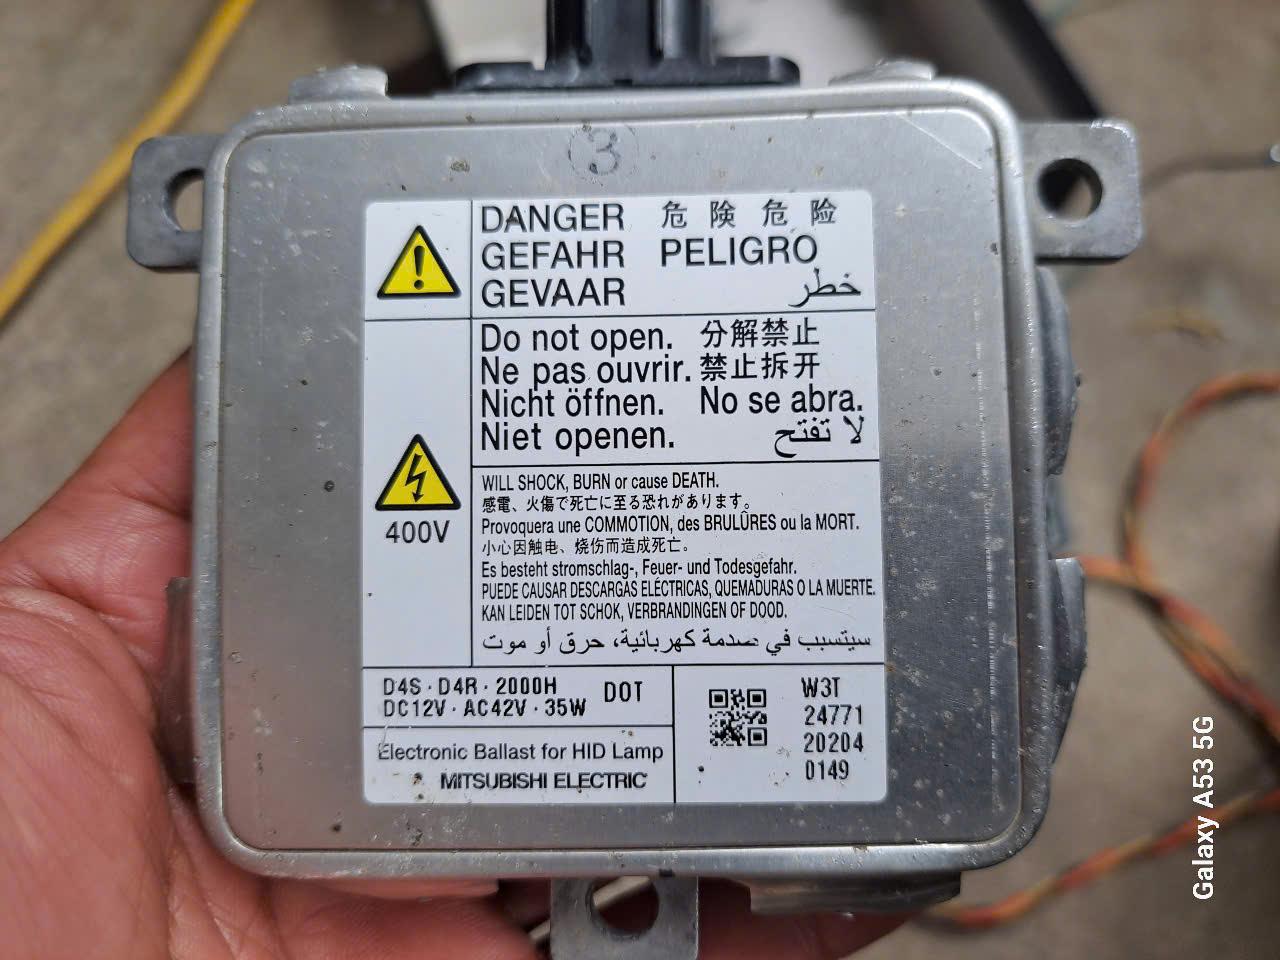 3
DANGER 危険 危险
GEFAHR PELIGRO
GEVAAR خطر
Do not open. 分解禁止
Ne pas ouvrir. 禁止拆开
Nicht öffnen. No se abra.
Niet openen. لا تفتح
400V
WILL SHOCK, BURN or cause DEATH.
感電、火傷で死亡に至る恐れがあります。
Provoquera une COMMOTION, des BRULÛRES ou la MORT.
小心因触电、烧伤而造成死亡。
Es besteht stromschlag-, Feuer- und Todesgefahr.
PUEDE CAUSAR DESCARGAS ELÉCTRICAS, QUEMADURAS O LA MUERTE.
KAN LEIDEN TOT SCHOK, VERBRANDINGEN OF DOOD.
سيتسبب في صدمة كهربائية، حرق أو موت
D4S · D4R · 2000H DOT
DC12V · AC42V · 35W
Electronic Ballast for HID Lamp
MITSUBISHI ELECTRIC
W3T
24771
20204
0149
Galaxy A53 5G